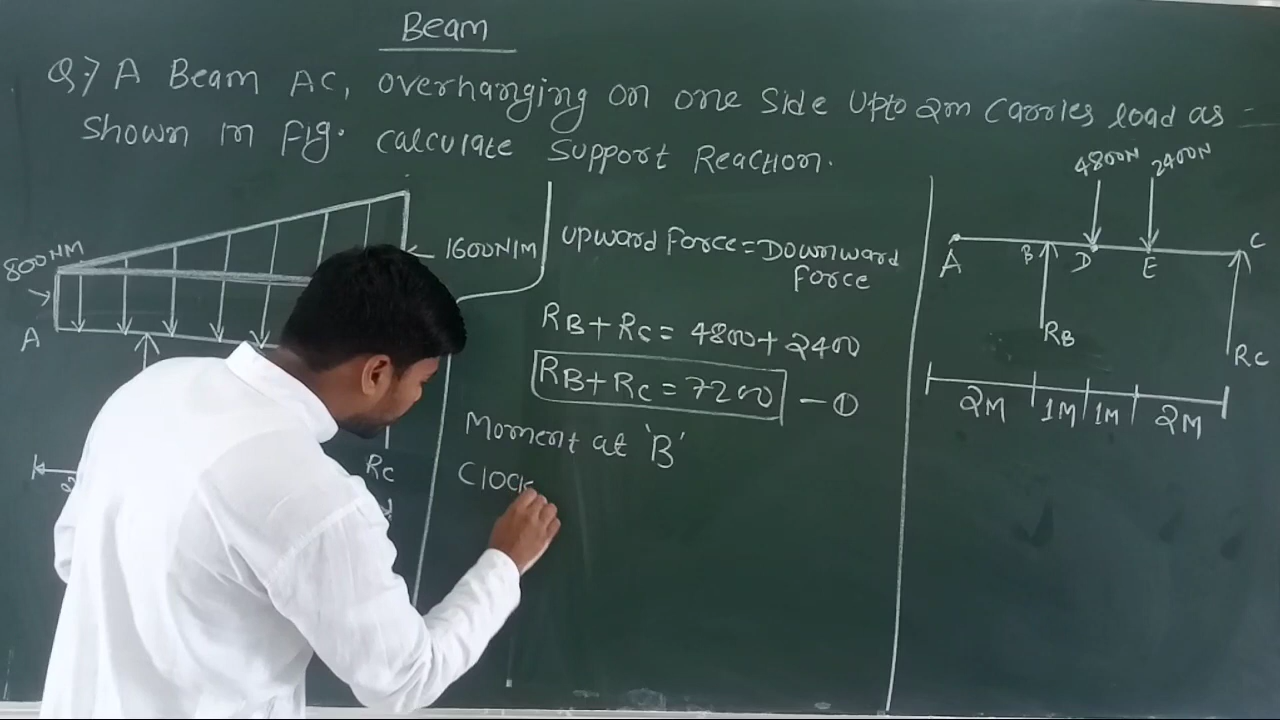 Beam
Q.7 A Beam AC, overhanging on one side upto 2m carries load as
shown in Fig. calculate support Reaction.
800NM
1600N/M
A
RC
upward force = Downward
force
RB + RC = 4800 + 2400
RB + RC = 7200 — ①
Moment at 'B'
Clock
4800N
2400N
A
B
D
E
C
RB
RC
2M
1M
1M
2M